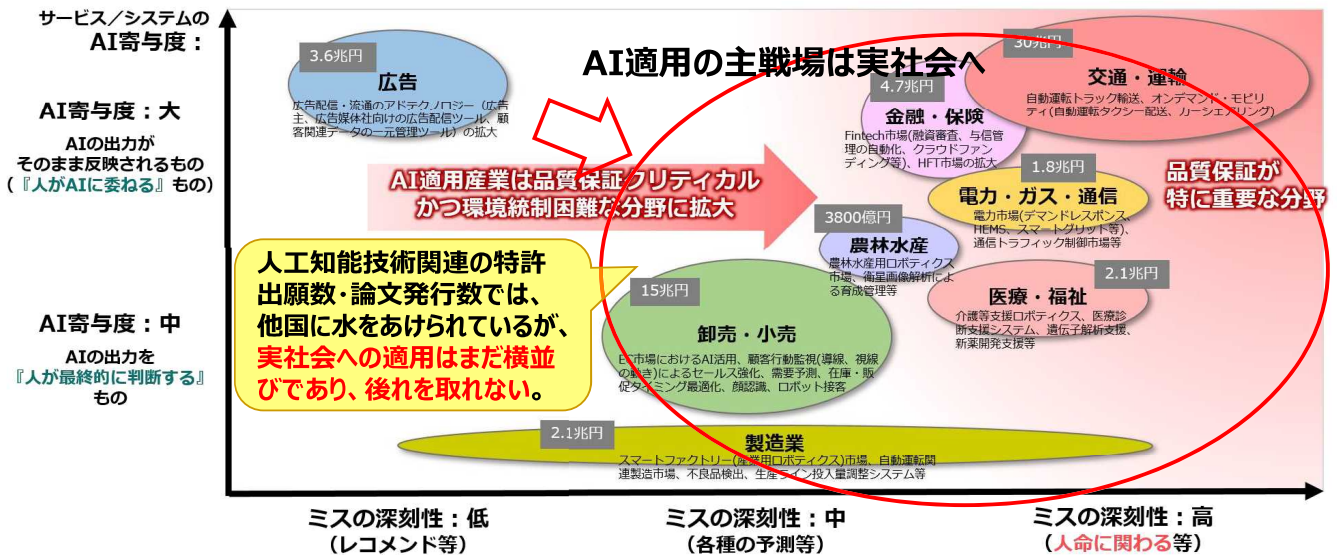 サービス／システムの
AI寄与度：
AI寄与度：大
AIの出力が
そのまま反映されるもの
（『人がAIに委ねる』もの）
AI寄与度：中
AIの出力を
『人が最終的に判断する』
もの
AI適用の主戦場は実社会へ
3.6兆円
広告
広告配信・流通のアドテクノロジー（広告
主、広告媒体社向けの広告配信ツール、顧
客関連データの一元管理ツール）の拡大
30兆円
交通・運輸
自動運転トラック輸送、オンデマンド・モビリ
ティ(自動運転タクシー配送、カーシェアリング)
4.7兆円
金融・保険
Fintech市場(融資審査、与信管
理の自動化、クラウドファン
ディング等)、HFT市場の拡大
AI適用産業は品質保証クリティカル
かつ環境統制困難な分野に拡大
1.8兆円
電力・ガス・通信
電力市場(デマンドレスポンス、
HEMS、スマートグリット等)、
通信トラフィック制御市場等
品質保証が
特に重要な分野
3800億円
農林水産
農林水産用ロボティクス
市場、衛星画像解析によ
る育成管理等
人工知能技術関連の特許
出願数･論文発行数では、
他国に水をあけられているが、
実社会への適用はまだ横並
びであり、後れを取れない。
15兆円
卸売・小売
EC市場におけるAI活用、顧客行動監視(導線、視線
の動き)によるセールス強化、需要予測、在庫・販
促タイミング最適化、顔認識、ロボット接客
2.1兆円
医療・福祉
介護等支援ロボティクス、医療診
断支援システム、遺伝子解析支援、
新薬開発支援等
2.1兆円
製造業
スマートファクトリー(産業用ロボティクス)市場、自動運転関
連製造市場、不良品検出、生産ライン投入量調整システム等
ミスの深刻性：低
（レコメンド等）
ミスの深刻性：中
（各種の予測等）
ミスの深刻性：高
（人命に関わる等）